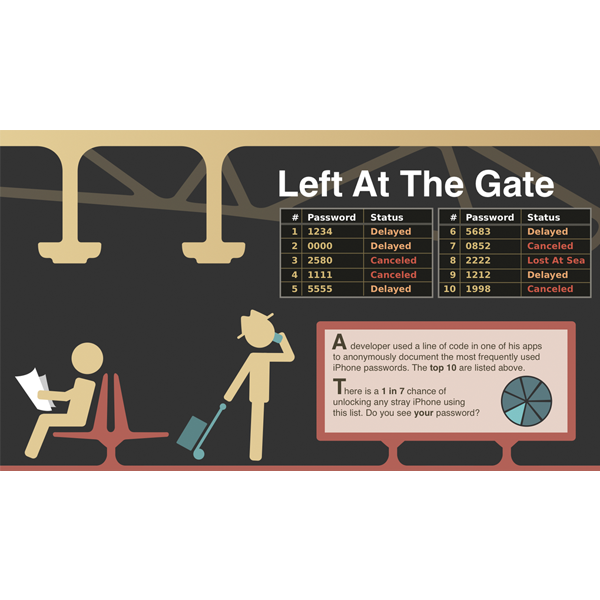 Left At The Gate
# Password Status
1 1234 Delayed
2 0000 Delayed
3 2580 Canceled
4 1111 Canceled
5 5555 Delayed
# Password Status
6 5683 Delayed
7 0852 Canceled
8 2222 Lost At Sea
9 1212 Delayed
10 1998 Canceled
A developer used a line of code in one of his apps
to anonymously document the most frequently used
iPhone passwords. The top 10 are listed above.
There is a 1 in 7 chance of
unlocking any stray iPhone using
this list. Do you see your password?